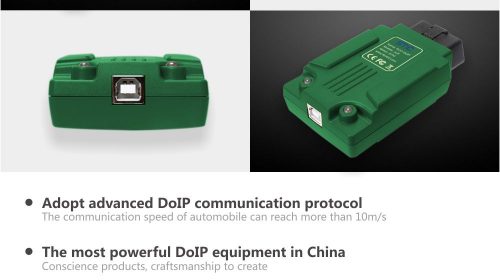 Adopt advanced DoIP communication protocol
The communication speed of automobile can reach more than 10m/s
The most powerful DoIP equipment in China
Conscience products, craftsmanship to create